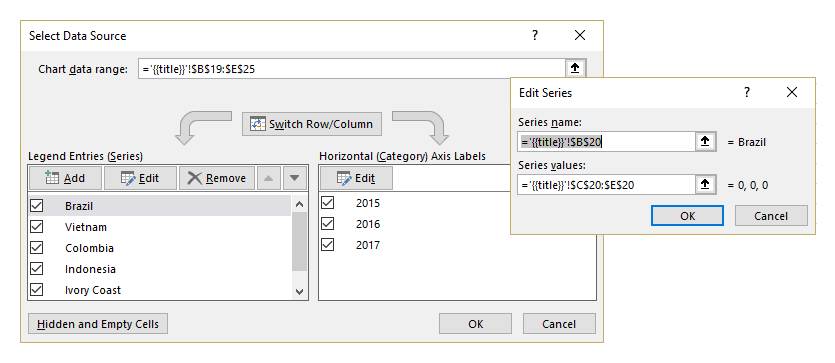 Select Data Source
?
Chart data range: ='{{title}}'!$B$19:$E$25
Switch Row/Column
Legend Entries (Series)
Add Edit Remove
Brazil
Vietnam
Colombia
Indonesia
Ivory Coast
Horizontal (Category) Axis Labels
Edit
2015
2016
2017
Hidden and Empty Cells
OK Cancel
Edit Series
?
Series name:
='{{title}}'!$B$20 = Brazil
Series values:
='{{title}}'!$C$20:$E$20 = 0, 0, 0
OK Cancel